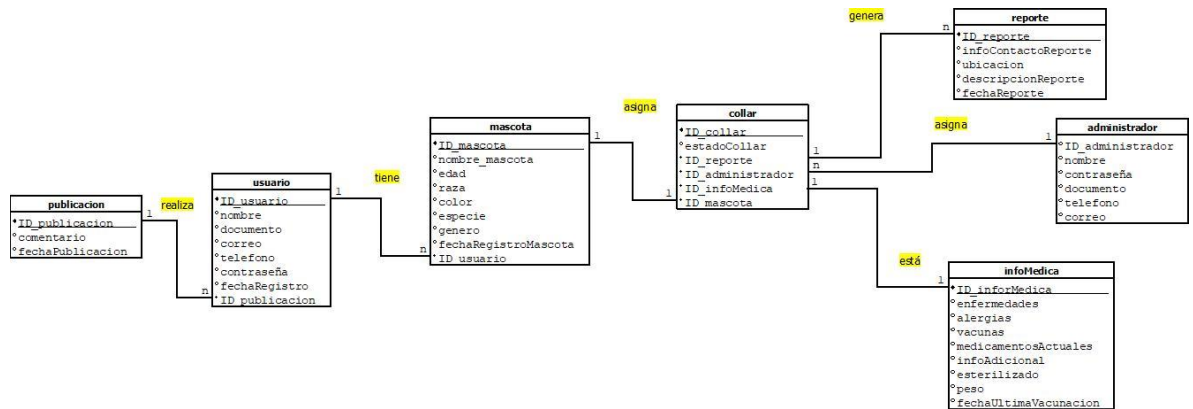 publicacion
ID_publicacion
comentario
fechaPublicacion
1
realiza
n
usuario
ID_usuario
nombre
documento
correo
telefono
contraseña
fechaRegistro
ID_publicacion
1
tiene
n
mascota
ID_mascota
nombre_mascota
edad
raza
color
especie
genero
fechaRegistroMascota
ID_usuario
1
asigna
1
collar
ID_collar
estadoCollar
ID_reporte
ID_administrador
ID_infoMedica
ID_mascota
1
n
1
genera
n
reporte
ID_reporte
infoContactoReporte
ubicacion
descripcionReporte
fechaReporte
asigna
1
administrador
ID_administrador
nombre
contraseña
documento
telefono
correo
está
1
infoMedica
ID_inforMedica
enfermedades
alergias
vacunas
medicamentosActuales
infoAdicional
esterilizado
peso
fechaUltimaVacunacion